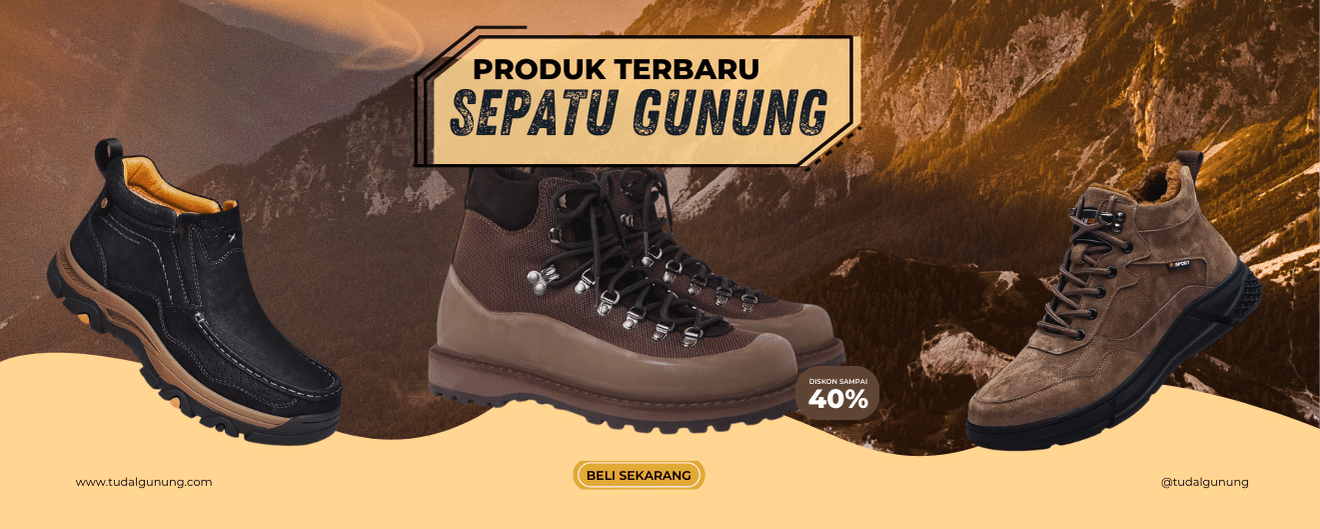 PRODUK TERBARU
SEPATU GUNUNG
DISKON SAMPAI
40%
BELI SEKARANG
www.tudalgunung.com
@tudalgunung